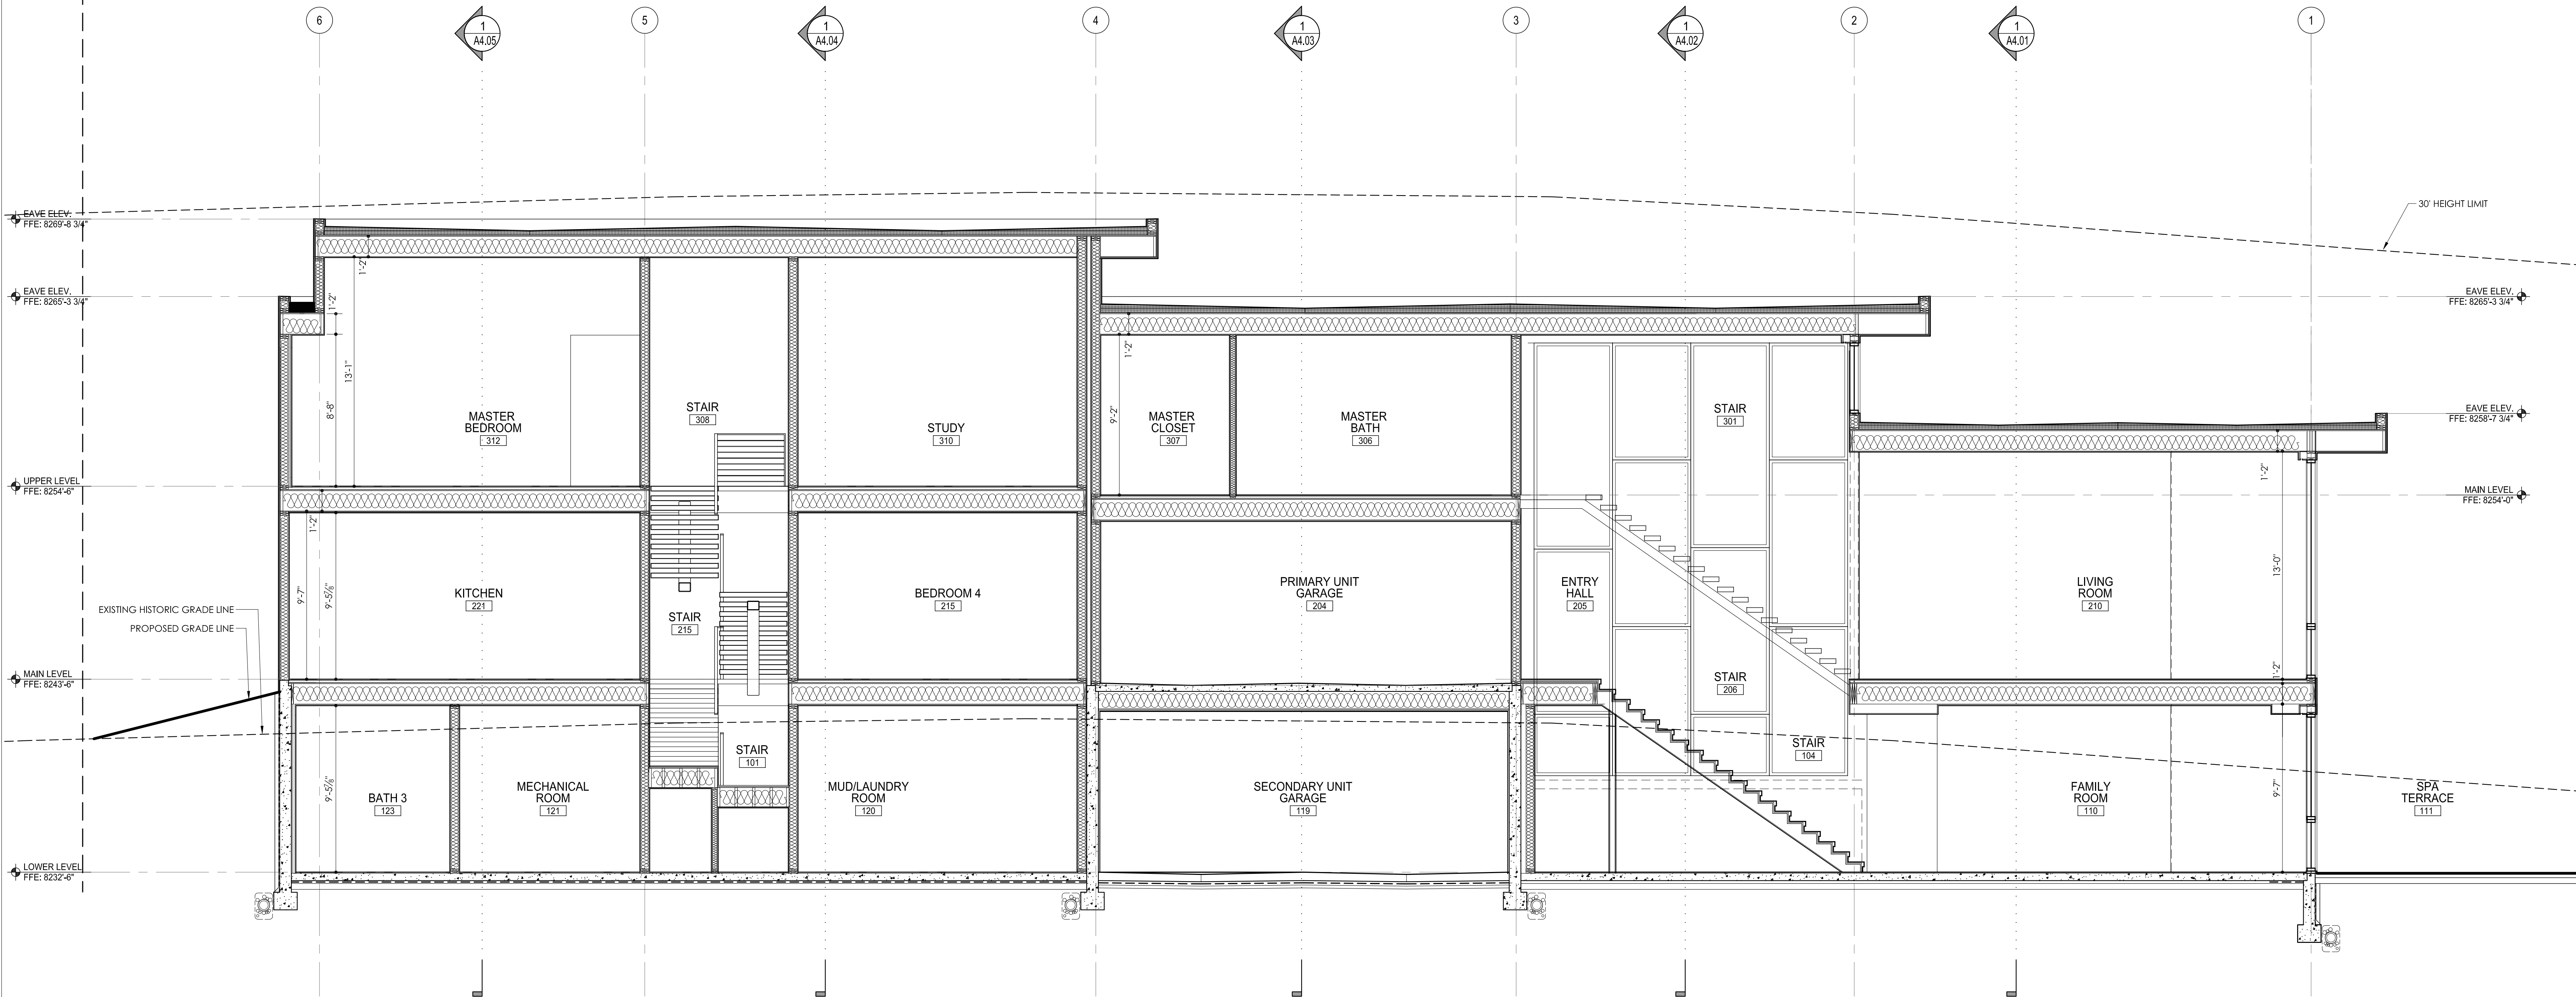 6
1
A4.05
5
1
A4.04
4
1
A4.03
3
1
A4.02
2
1
A4.01
1
30' HEIGHT LIMIT
EAVE ELEV.
FFE: 8269'-8 3/4"
EAVE ELEV.
FFE: 8265'-3 3/4"
UPPER LEVEL
FFE: 8254'-6"
EXISTING HISTORIC GRADE LINE
PROPOSED GRADE LINE
MAIN LEVEL
FFE: 8243'-6"
LOWER LEVEL
FFE: 8232'-6"
1'-2"
1'-2"
13'-1"
8'-8"
MASTER
BEDROOM
312
STAIR
308
STUDY
310
1'-2"
9'-2"
MASTER
CLOSET
307
MASTER
BATH
306
STAIR
301
EAVE ELEV.
FFE: 8265'-3 3/4"
EAVE ELEV.
FFE: 8258'-7 3/4"
MAIN LEVEL
FFE: 8254'-0"
1'-2"
9'-7"
9'-5⅞"
KITCHEN
221
STAIR
215
BEDROOM 4
215
PRIMARY UNIT
GARAGE
204
ENTRY
HALL
205
STAIR
206
1'-2"
13'-0"
LIVING
ROOM
210
1'-2"
9'-5⅞"
BATH 3
123
MECHANICAL
ROOM
121
STAIR
101
MUD/LAUNDRY
ROOM
120
SECONDARY UNIT
GARAGE
119
STAIR
104
FAMILY
ROOM
110
9'-7"
SPA
TERRACE
111